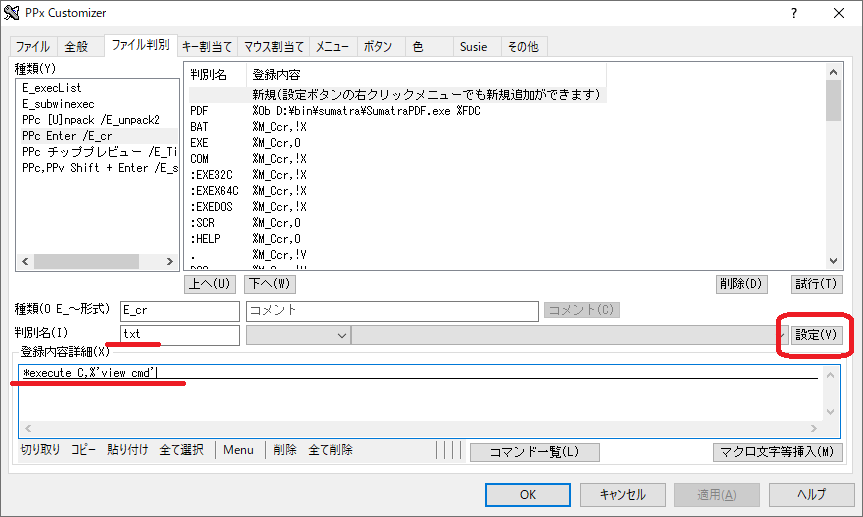 PPx Customizer
ファイル 全般 ファイル判別 キー割当て マウス割当て メニュー ボタン 色 Susie その他
種類(Y)
E_execList
E_subwinexec
PPc [U]npack /E_unpack2
PPc Enter /E_cr
PPc チッププレビュー /E_Ti
PPc,PPv Shift + Enter /E_s
判別名 登録内容
新規(設定ボタンの右クリックメニューでも新規追加ができます)
PDF %Ob D:¥bin¥sumatra¥SumatraPDF.exe %FDC
BAT %M_Ccr,!X
EXE %M_Ccr,O
COM %M_Ccr,!X
:EXE32C %M_Ccr,!X
:EXEX64C %M_Ccr,!X
:EXEDOS %M_Ccr,!X
:SCR %M_Ccr,O
:HELP %M_Ccr,O
. %M_Ccr,!Y
上へ(U) 下へ(W) 削除(D) 試行(T)
種類(O E_～形式) E_cr コメント コメント(C)
判別名(I) txt 設定(V)
登録内容詳細(X)
*execute C,%'view cmd'
切り取り コピー 貼り付け 全て選択 Menu 削除 全て削除 コマンド一覧(L) マクロ文字等挿入(M)
OK キャンセル 適用(A) ヘルプ